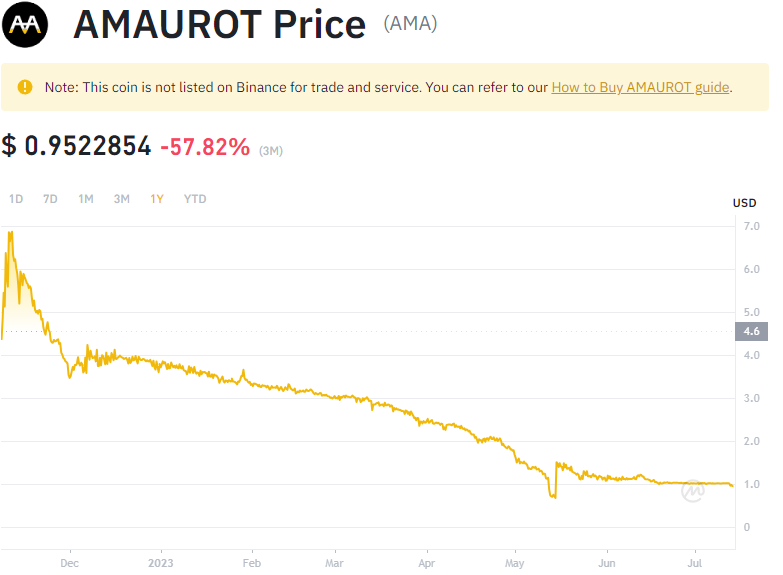 AMAUROT Price (AMA)
Note: This coin is not listed on Binance for trade and service. You can refer to our How to Buy AMAUROT guide.
$ 0.9522854 -57.82% (3M)
1D 7D 1M 3M 1Y YTD
USD
7.0
6.0
5.0
4.6
4.0
3.0
2.0
1.0
0
Dec 2023 Feb Mar Apr May Jun Jul